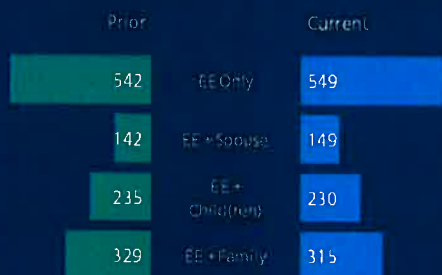 Prior Current
542 EE Only 549
142 EE + Spouse 149
235 EE + 230
Child(ren)
329 EE + Family 315